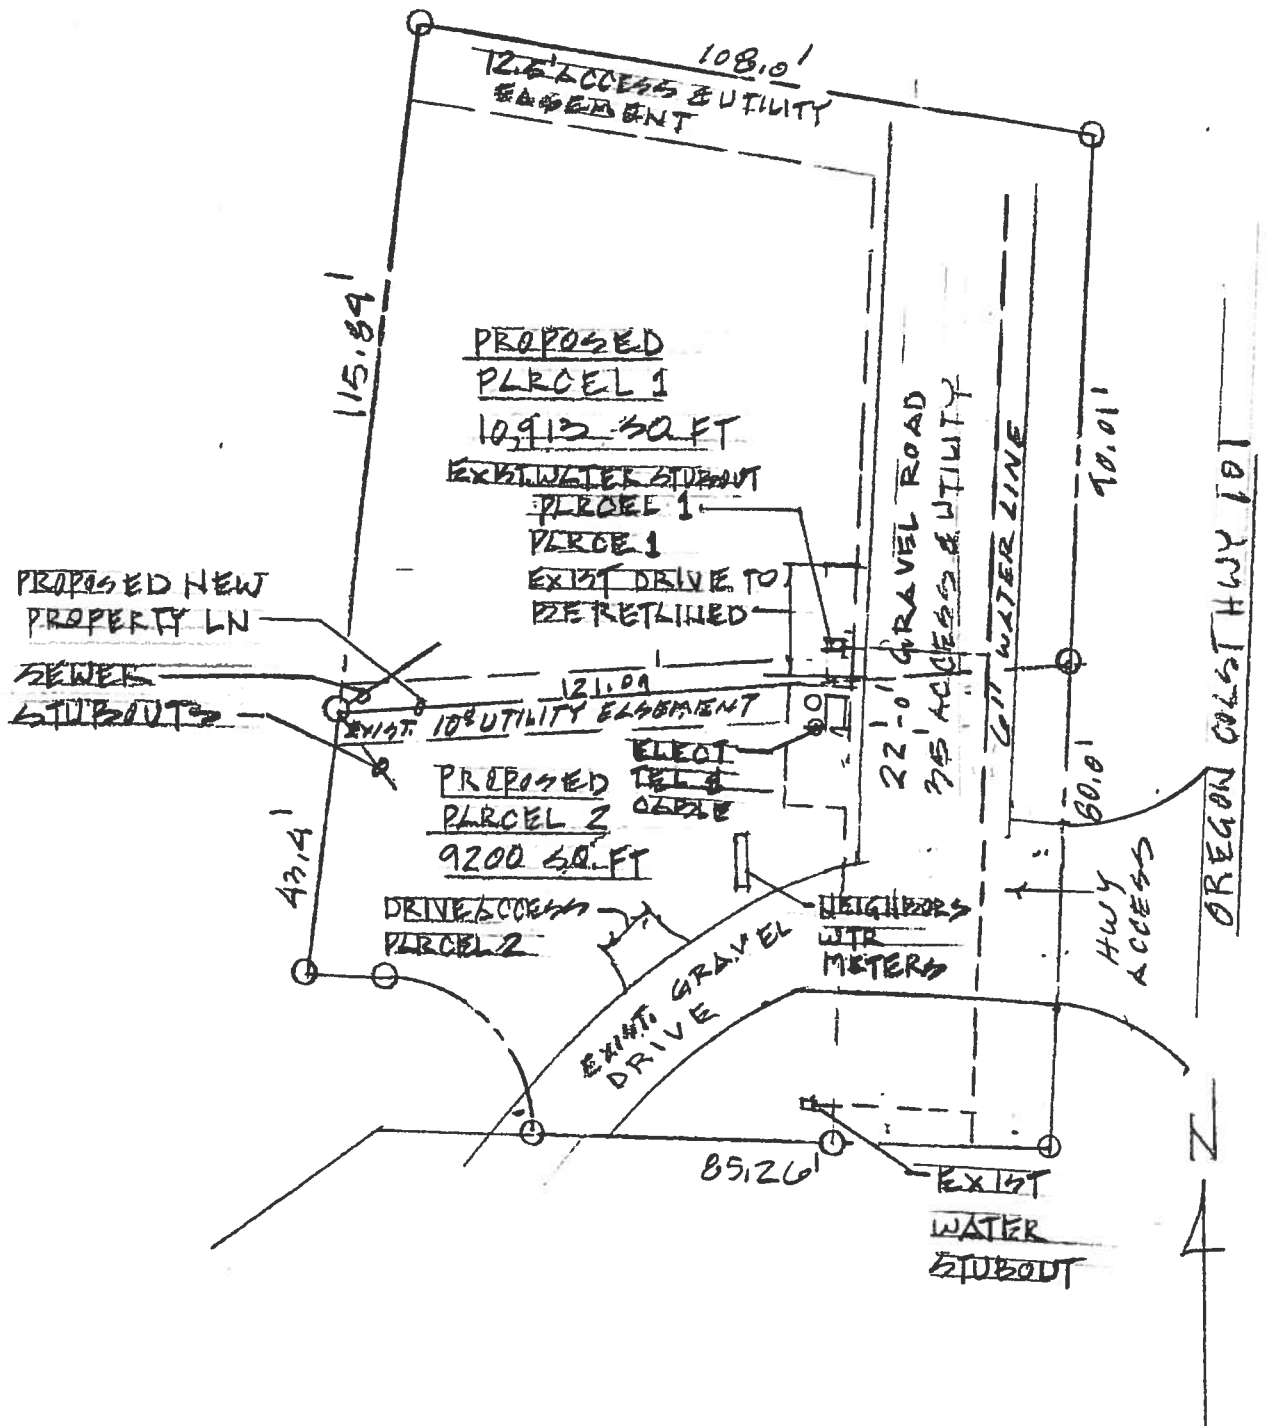 108.0'
12.5' ACCESS & UTILITY
EASEMENT
115.89'
PROPOSED
PARCEL 1
10,913 SQ FT
EXIST. WATER STUBOUT
PARCEL 1
PARCE 1
EXIST DRIVE TO
BE RETAINED
22'-0' GRAVEL ROAD
35' ACCESS & UTILITY
6" WATER LINE
90.01'
OREGON COAST HWY 101
PROPOSED NEW
PROPERTY LN
SEWER
STUBOUTS
121.09'
EXIST. 10' UTILITY EASEMENT
ELECT
TEL &
CABLE
PROPOSED
PARCEL 2
9200 SQ. FT
43.4'
80.0'
HWY
ACCESS
DRIVE ACCESS
PARCEL 2
NEIGHBORS
WTR
METERS
EXIST. GRAVEL
DRIVE
85.26'
EXIST
WATER
STUBOUT
N